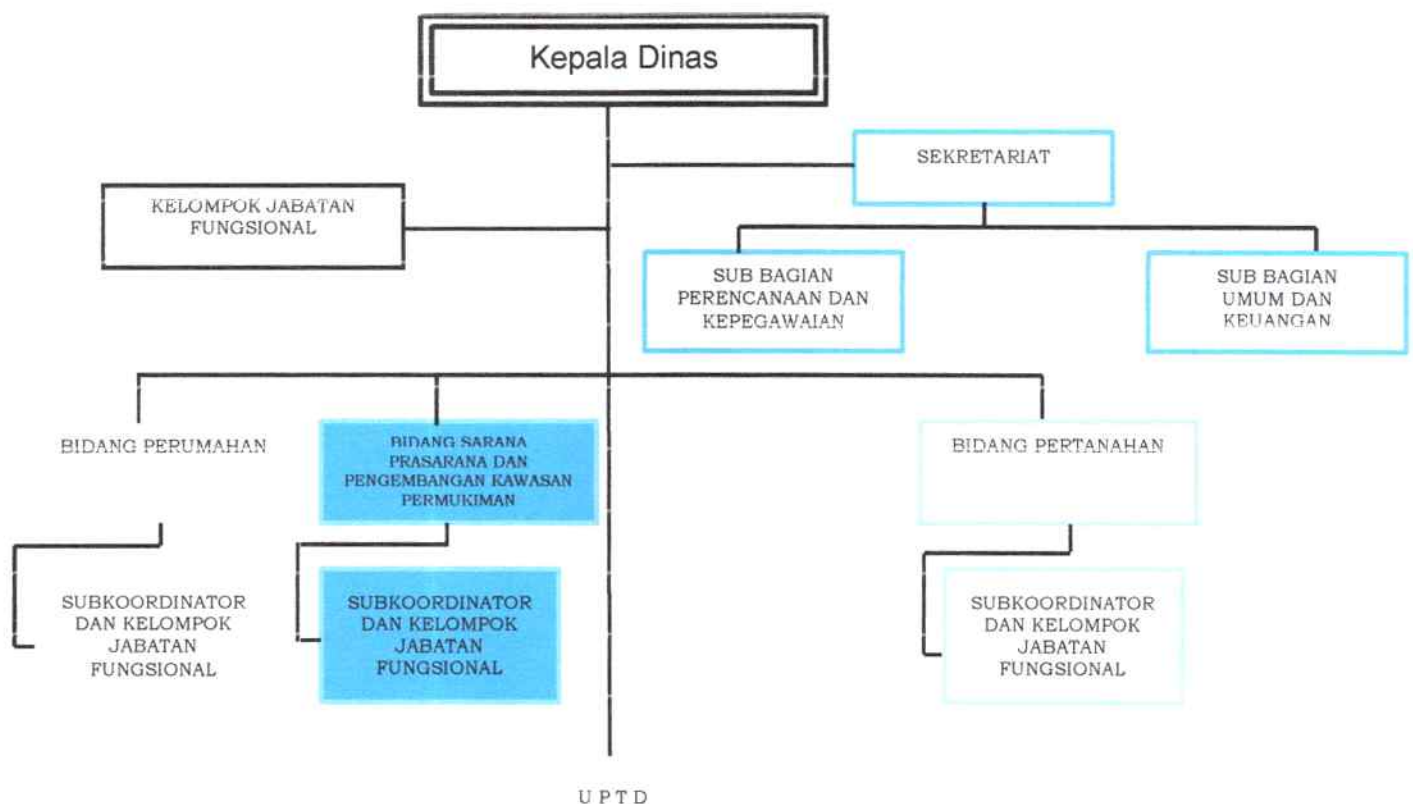 Kepala Dinas
SEKRETARIAT
KELOMPOK JABATAN
FUNGSIONAL
SUB BAGIAN
PERENCANAAN DAN
KEPEGAWAIAN
SUB BAGIAN
UMUM DAN
KEUANGAN
BIDANG PERUMAHAN
BIDANG SARANA
PRASARANA DAN
PENGEMBANGAN KAWASAN
PERMUKIMAN
BIDANG PERTANAHAN
SUBKOORDINATOR
DAN KELOMPOK
JABATAN
FUNGSIONAL
SUBKOORDINATOR
DAN KELOMPOK
JABATAN
FUNGSIONAL
SUBKOORDINATOR
DAN KELOMPOK
JABATAN
FUNGSIONAL
U P T D